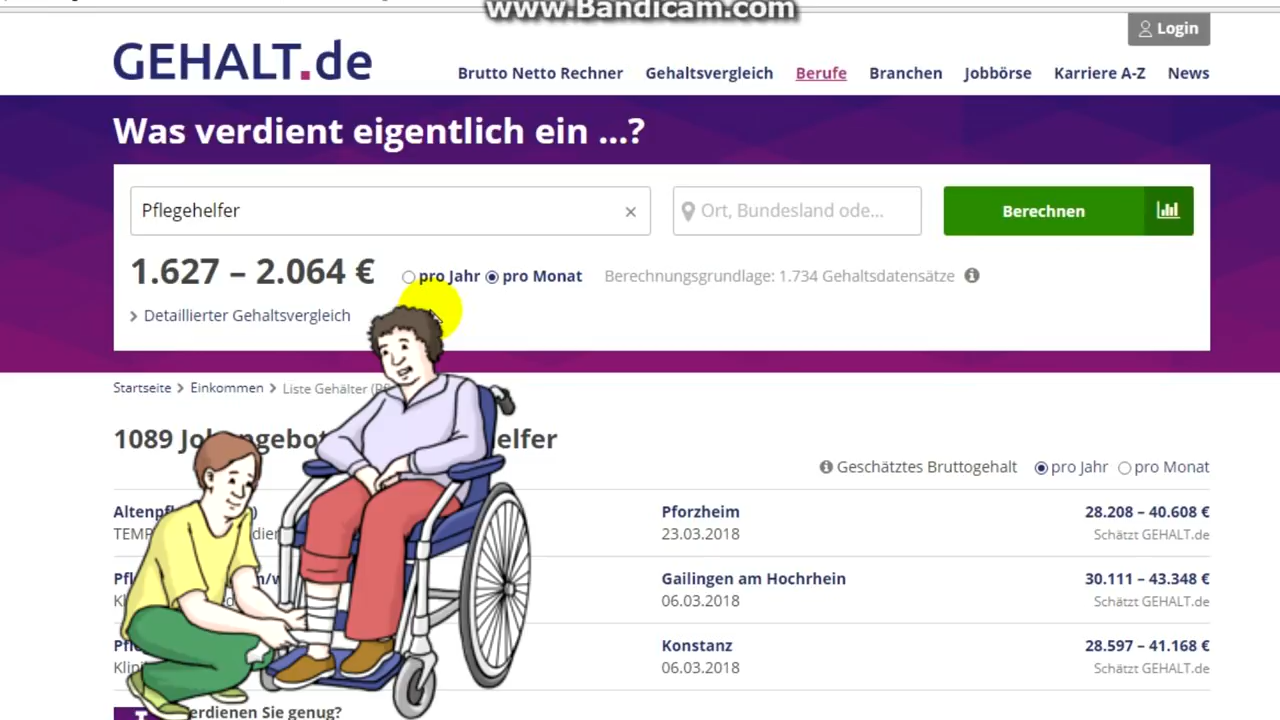 www.Bandicam.com
Login
GEHALT.de
Brutto Netto Rechner Gehaltsvergleich Berufe Branchen Jobbörse Karriere A-Z News
Was verdient eigentlich ein ...?
Pflegehelfer × Ort, Bundesland ode... Berechnen
1.627 – 2.064 € pro Jahr pro Monat Berechnungsgrundlage: 1.734 Gehaltsdatensätze
Detaillierter Gehaltsvergleich
Startseite Einkommen Liste Gehälter
1089
Geschätztes Bruttogehalt pro Jahr pro Monat
Pforzheim 28.208 – 40.608 €
23.03.2018 Schätzt GEHALT.de
Gailingen am Hochrhein 30.111 – 43.348 €
06.03.2018 Schätzt GEHALT.de
Konstanz 28.597 – 41.168 €
06.03.2018 Schätzt GEHALT.de
Sie genug?